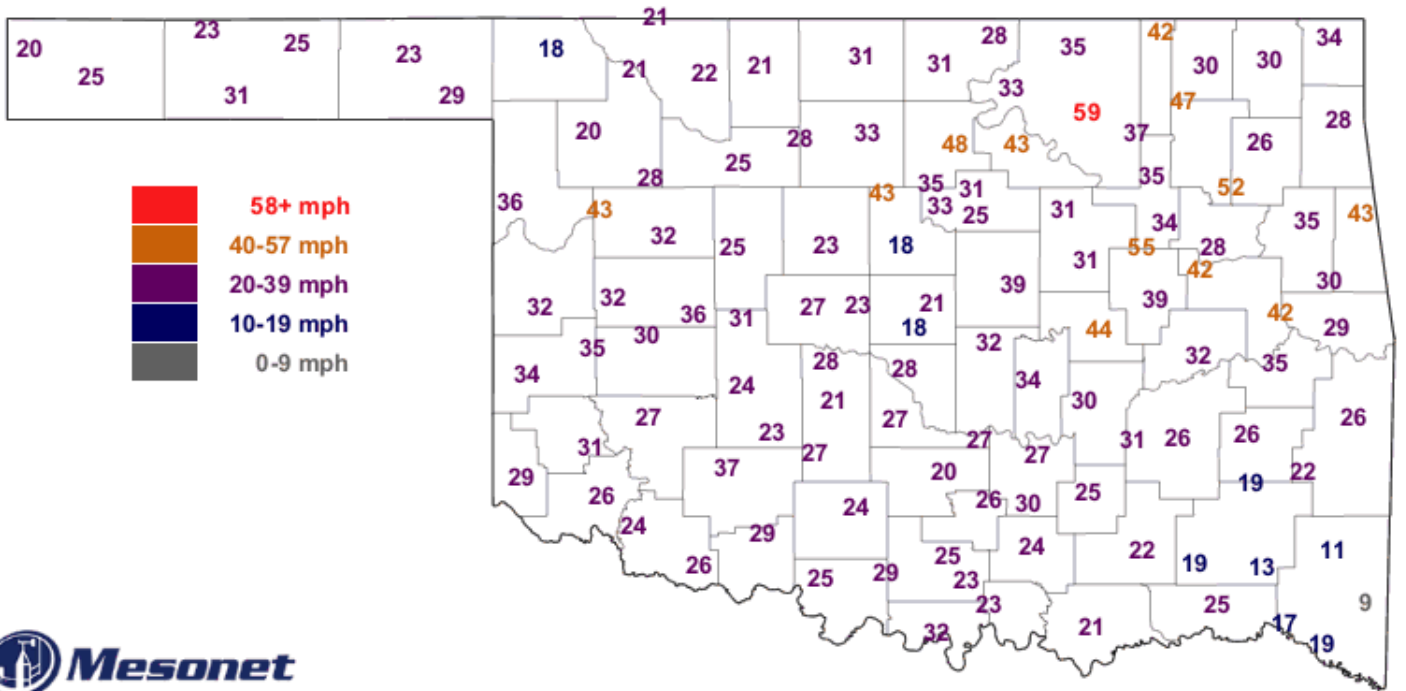 21
23 28 42 34
20 25 18 35
23 31 30 30
25 21 22 21 31
31 29 33 47
59 28
20 28 33 37 26
25 48 43
28 35 52
36 43 43 35 31
33 25 31 34 35 43
32 25 23 18 55 28
31 42
32 32 27 23 21 39 39 30
36 31 18 44 42 29
30 32
35 28 32 35
34 24 28 34
27 21 27 30 26
31 23 27 27 31 26 26
29 37 27 20 22
26 24 26 30 25 19
24 29
26 25 24 22 19 13 11
25 29 23
23 21 25 17 9
32 19
58+ mph
40-57 mph
20-39 mph
10-19 mph
0-9 mph
Mesonet